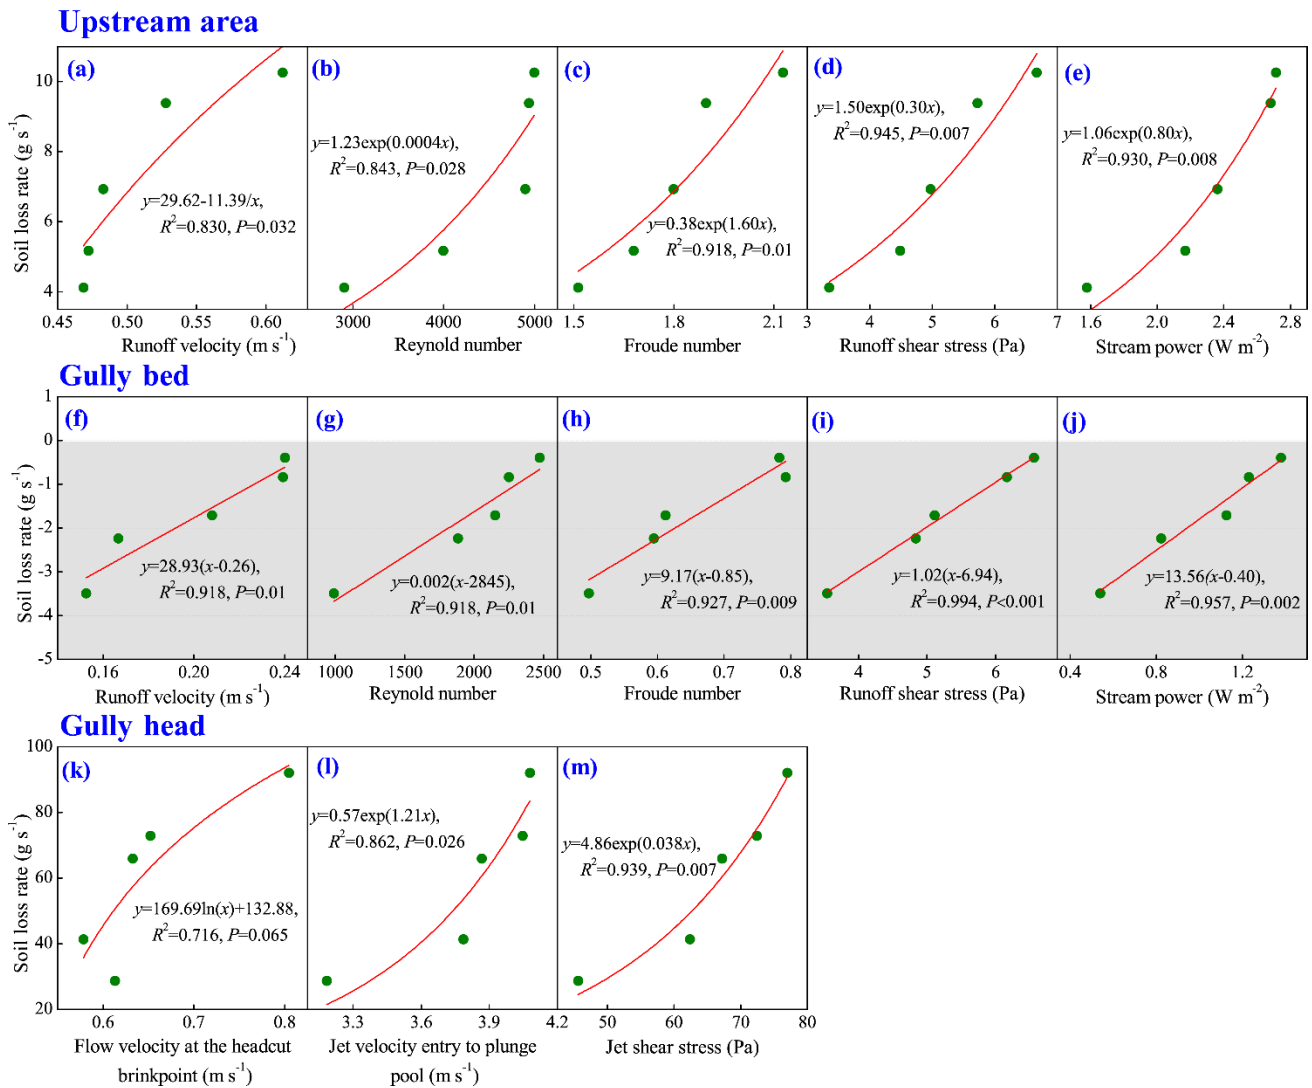 Upstream area
(a)
(b)
(c)
(d)
(e)
Soil loss rate (g s⁻¹)
10
8
6
4
y=29.62-11.39/x,
R²=0.830, P=0.032
y=1.23exp(0.0004x),
R²=0.843, P=0.028
y=0.38exp(1.60x),
R²=0.918, P=0.01
y=1.50exp(0.30x),
R²=0.945, P=0.007
y=1.06exp(0.80x),
R²=0.930, P=0.008
0.45 0.50 0.55 0.60
3000 4000 5000
1.5 1.8 2.1
3 4 5 6 7
1.6 2.0 2.4 2.8
Runoff velocity (m s⁻¹)
Reynold number
Froude number
Runoff shear stress (Pa)
Stream power (W m⁻²)
Gully bed
(f)
(g)
(h)
(i)
(j)
Soil loss rate (g s⁻¹)
1
0
-1
-2
-3
-4
-5
y=28.93(x-0.26),
R²=0.918, P=0.01
y=0.002(x-2845),
R²=0.918, P=0.01
y=9.17(x-0.85),
R²=0.927, P=0.009
y=1.02(x-6.94),
R²=0.994, P<0.001
y=13.56(x-0.40),
R²=0.957, P=0.002
0.16 0.20 0.24
1000 1500 2000 2500
0.5 0.6 0.7 0.8
4 5 6
0.4 0.8 1.2
Runoff velocity (m s⁻¹)
Reynold number
Froude number
Runoff shear stress (Pa)
Stream power (W m⁻²)
Gully head
(k)
(l)
(m)
Soil loss rate (g s⁻¹)
100
80
60
40
20
y=169.69ln(x)+132.88,
R²=0.716, P=0.065
y=0.57exp(1.21x),
R²=0.862, P=0.026
y=4.86exp(0.038x),
R²=0.939, P=0.007
0.6 0.7 0.8
3.3 3.6 3.9 4.2
50 60 70 80
Flow velocity at the headcut
brinkpoint (m s⁻¹)
Jet velocity entry to plunge
pool (m s⁻¹)
Jet shear stress (Pa)